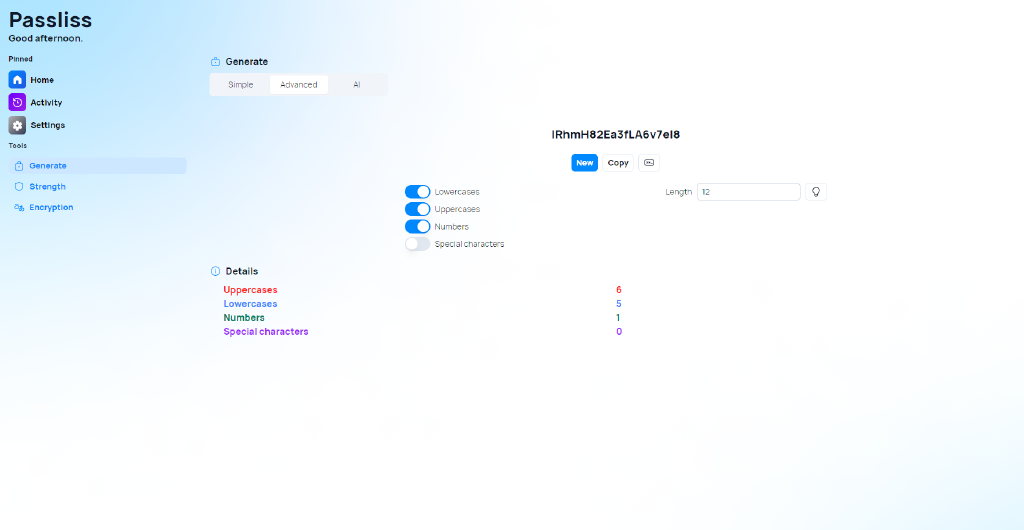 Passliss
Good afternoon.
Pinned
Home
Activity
Settings
Tools
Generate
Strength
Encryption
Generate
Simple Advanced AI
lRhmH82Ea3fLA6v7eI8
New Copy
Lowercases
Uppercases
Numbers
Special characters
Length 12
Details
Uppercases 6
Lowercases 5
Numbers 1
Special characters 0